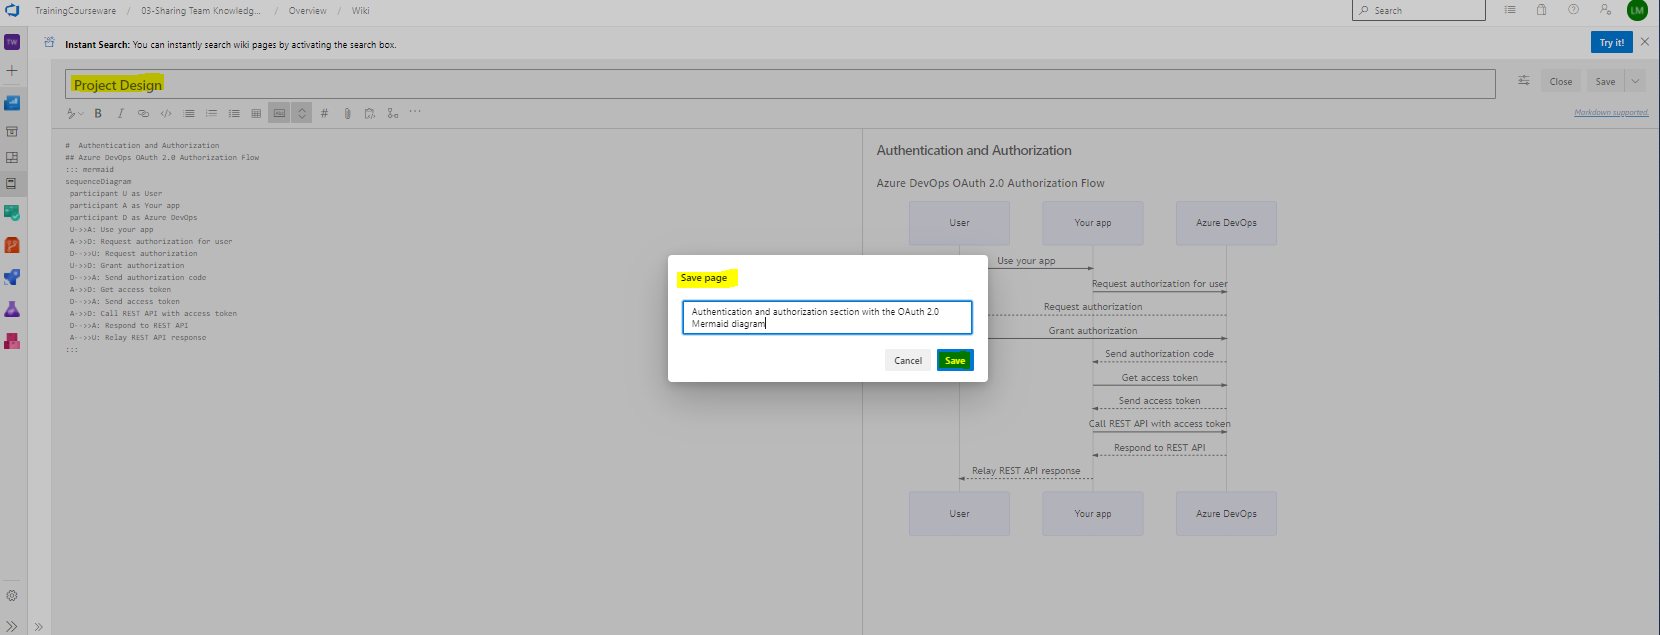 TrainingCourseware / 03-Sharing Team Knowledg... / Overview / Wiki
Search
LM
TW
Instant Search: You can instantly search wiki pages by activating the search box.
Try it!
Project Design
Close
Save
B I
#
...
Markdown supported.
# Authentication and Authorization
## Azure DevOps OAuth 2.0 Authorization Flow
::: mermaid
sequenceDiagram
participant U as User
participant A as Your app
participant D as Azure DevOps
U->>A: Use your app
A->>D: Request authorization for user
D-->>U: Request authorization
U->>D: Grant authorization
D-->>A: Send authorization code
A->>D: Get access token
D-->>A: Send access token
A->>D: Call REST API with access token
D-->>A: Respond to REST API
A-->>U: Relay REST API response
:::
Authentication and Authorization
Azure DevOps OAuth 2.0 Authorization Flow
User
Your app
Azure DevOps
Use your app
Request authorization for user
Request authorization
Grant authorization
Send authorization code
Get access token
Send access token
Call REST API with access token
Respond to REST API
Relay REST API response
User
Your app
Azure DevOps
Save page
Authentication and authorization section with the OAuth 2.0
Mermaid diagram
Cancel
Save